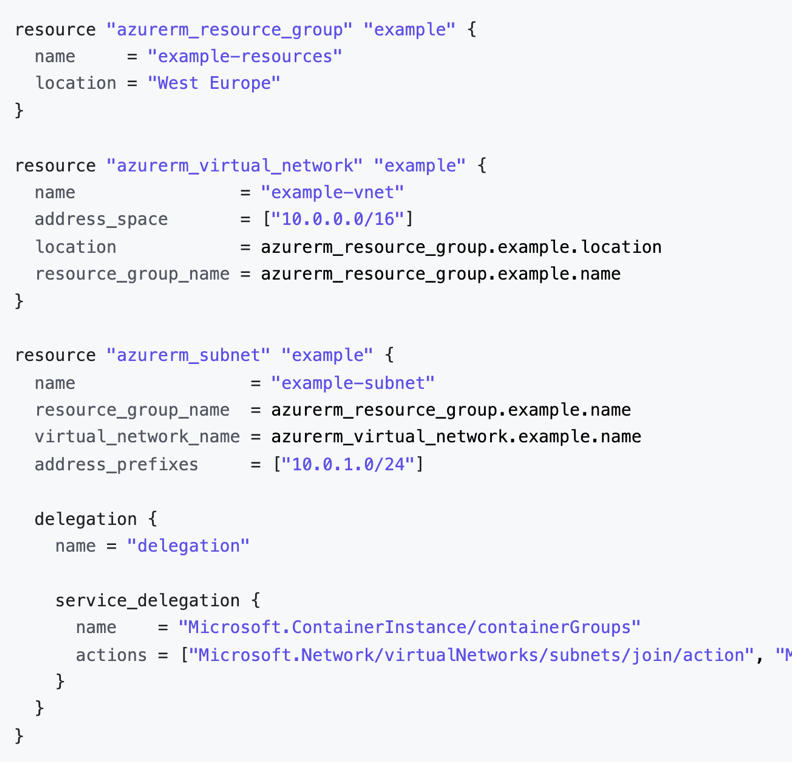 resource "azurerm_resource_group" "example" {
  name     = "example-resources"
  location = "West Europe"
}

resource "azurerm_virtual_network" "example" {
  name                = "example-vnet"
  address_space       = ["10.0.0.0/16"]
  location            = azurerm_resource_group.example.location
  resource_group_name = azurerm_resource_group.example.name
}

resource "azurerm_subnet" "example" {
  name                 = "example-subnet"
  resource_group_name  = azurerm_resource_group.example.name
  virtual_network_name = azurerm_virtual_network.example.name
  address_prefixes     = ["10.0.1.0/24"]

  delegation {
    name = "delegation"

    service_delegation {
      name    = "Microsoft.ContainerInstance/containerGroups"
      actions = ["Microsoft.Network/virtualNetworks/subnets/join/action", "M
    }
  }
}